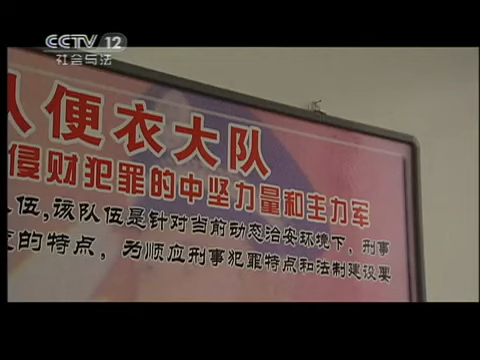 CCTV 12
社会与法
队便衣大队
侵财犯罪的中坚力量和主力军
伍,该队伍是针对当前动态治安环境下,刑事
的特点,为顺应刑事犯罪特点和法制建设要